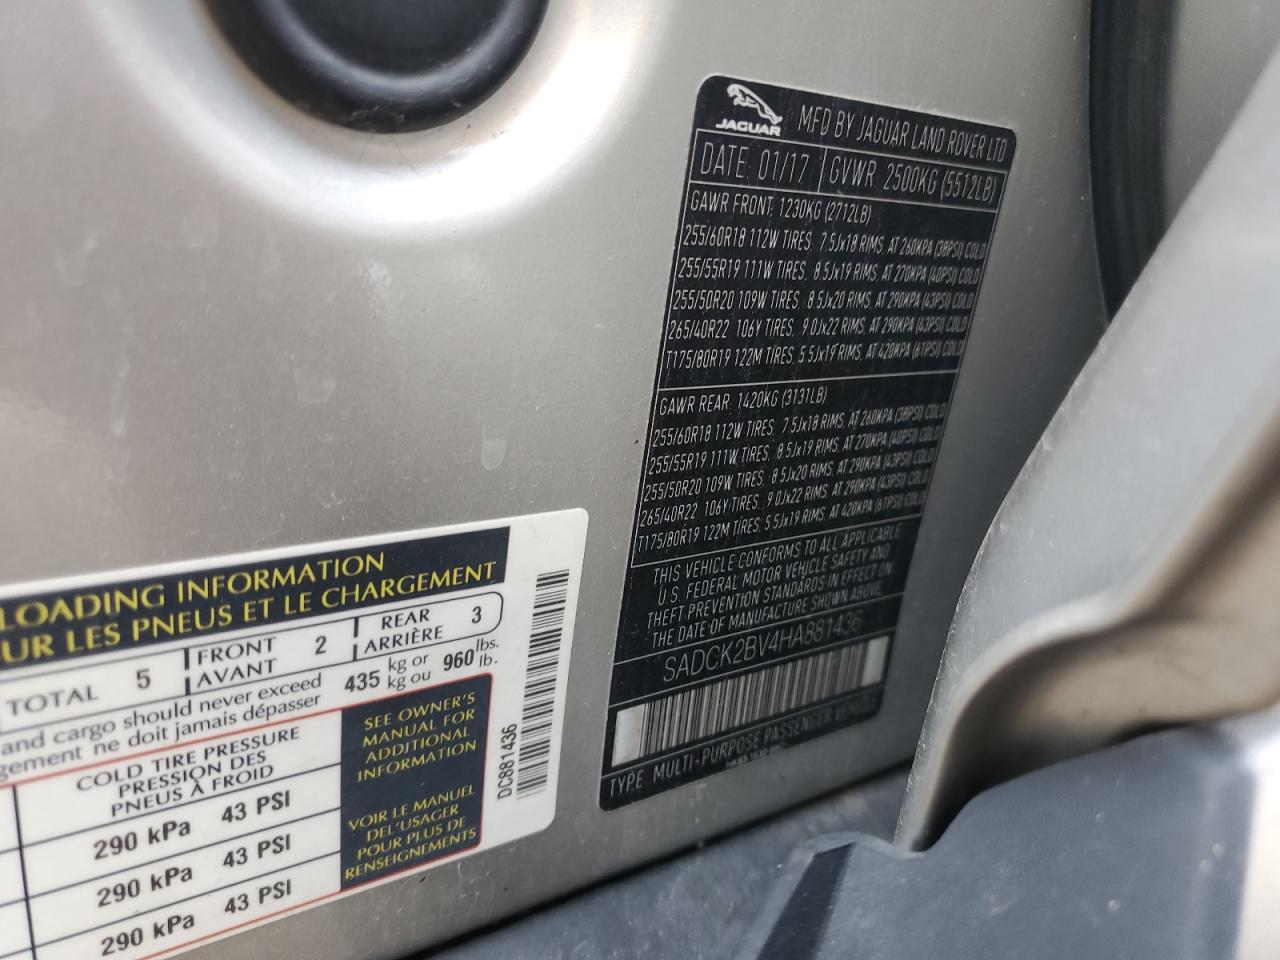 JAGUAR MFD BY JAGUAR LAND ROVER LTD
DATE 01/17 GVWR 2500KG (5512LB)
GAWR FRONT 1230KG (2712LB)
255/60R18 112W TIRES, 7.5Jx18 RIMS, AT 260KPA (38PSI) COLD
255/55R19 111W TIRES, 8.5Jx19 RIMS, AT 270KPA (40PSI) COLD
255/50R20 109W TIRES, 8.5Jx20 RIMS, AT 290KPA (43PSI) COLD
265/40R22 106Y TIRES, 9.0Jx22 RIMS, AT 290KPA (43PSI) COLD
T175/80R19 122M TIRES, 5.5Jx19 RIMS, AT 420KPA (61PSI) COLD
GAWR REAR 1420KG (3131LB)
255/60R18 112W TIRES, 7.5Jx18 RIMS, AT 260KPA (38PSI) COLD
255/55R19 111W TIRES, 8.5Jx19 RIMS, AT 270KPA (40PSI) COLD
255/50R20 109W TIRES, 8.5Jx20 RIMS, AT 290KPA (43PSI) COLD
265/40R22 106Y TIRES, 9.0Jx22 RIMS, AT 290KPA (43PSI) COLD
T175/80R19 122M TIRES, 5.5Jx19 RIMS, AT 420KPA (61PSI) COLD
THIS VEHICLE CONFORMS TO ALL APPLICABLE
U.S. FEDERAL MOTOR VEHICLE SAFETY AND
THEFT PREVENTION STANDARDS IN EFFECT ON
THE DATE OF MANUFACTURE SHOWN ABOVE
SADCK2BV4HA881436
TYPE MULTI-PURPOSE PASSENGER VEHICLE
LOADING INFORMATION
UR LES PNEUS ET LE CHARGEMENT
TOTAL 5 FRONT AVANT 2 REAR ARRIÈRE 3
and cargo should never exceed 435 kg or 960 lbs.
gement ne doit jamais dépasser kg ou lb.
COLD TIRE PRESSURE
PRESSION DES
PNEUS À FROID
290 kPa 43 PSI
290 kPa 43 PSI
290 kPa 43 PSI
SEE OWNER'S
MANUAL FOR
ADDITIONAL
INFORMATION
VOIR LE MANUEL
DEL'USAGER
POUR PLUS DE
RENSEIGNEMENTS
DC881436